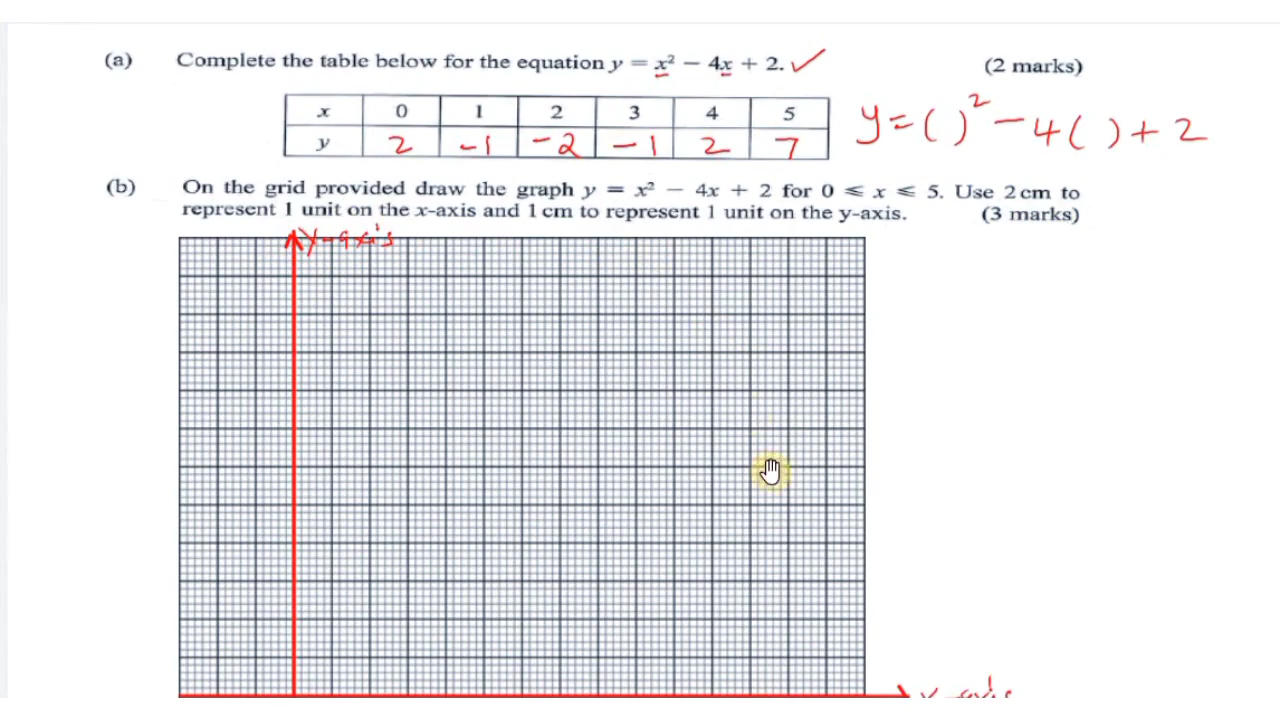 (a) Complete the table below for the equation y = x² − 4x + 2. ✓ (2 marks)
x 0 1 2 3 4 5
y 2 -1 -2 -1 2 7
y = ( )² - 4( ) + 2
(b) On the grid provided draw the graph y = x² − 4x + 2 for 0 ⩽ x ⩽ 5. Use 2 cm to
represent 1 unit on the x-axis and 1 cm to represent 1 unit on the y-axis. (3 marks)
y-axis
x-axis